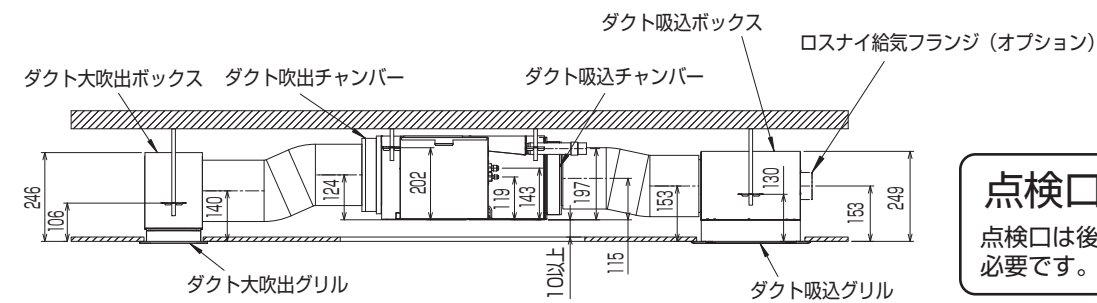 ダクト吸込ボックス
ロスナイ給気フランジ（オプション）
ダクト大吹出ボックス
ダクト吹出チャンバー
ダクト吸込チャンバー
246
106
140
124
202
119
143
197
10以上
115
153
130
153
249
ダクト大吹出グリル
ダクト吸込グリル
点検口
点検口は後
必要です。